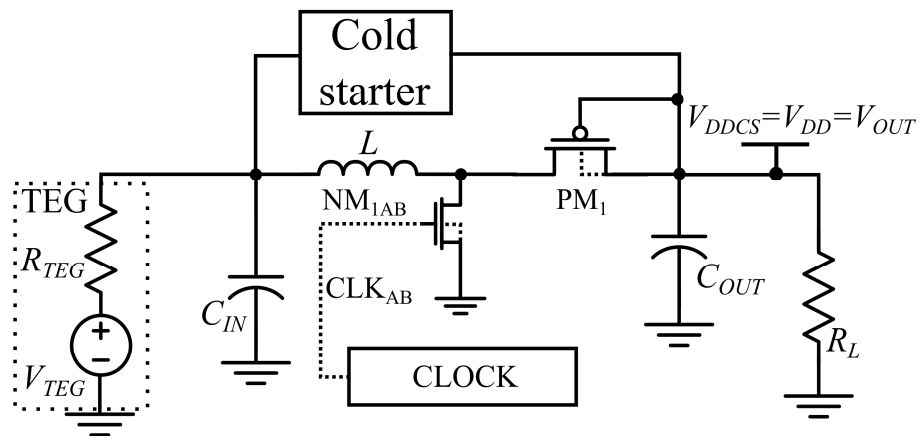 Cold
starter
V_DDCS=V_DD=V_OUT
L
TEG
NM_1AB
PM_1
R_TEG
CLK_AB
C_IN
C_OUT
R_L
V_TEG
CLOCK